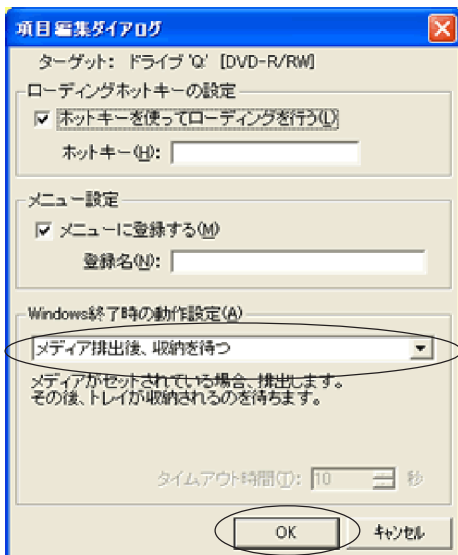 項目編集ダイアログ
ターゲット: ドライブ'Q' [DVD-R/RW]
ローディングホットキーの設定
ホットキーを使ってローディングを行う(L)
ホットキー(H):
メニュー設定
メニューに登録する(M)
登録名(N):
Windows終了時の動作設定(A)
メディア排出後、収納を待つ
メディアがセットされている場合、排出します。
その後、トレイが収納されるのを待ちます。
タイムアウト時間(T): 10 秒
OK キャンセル